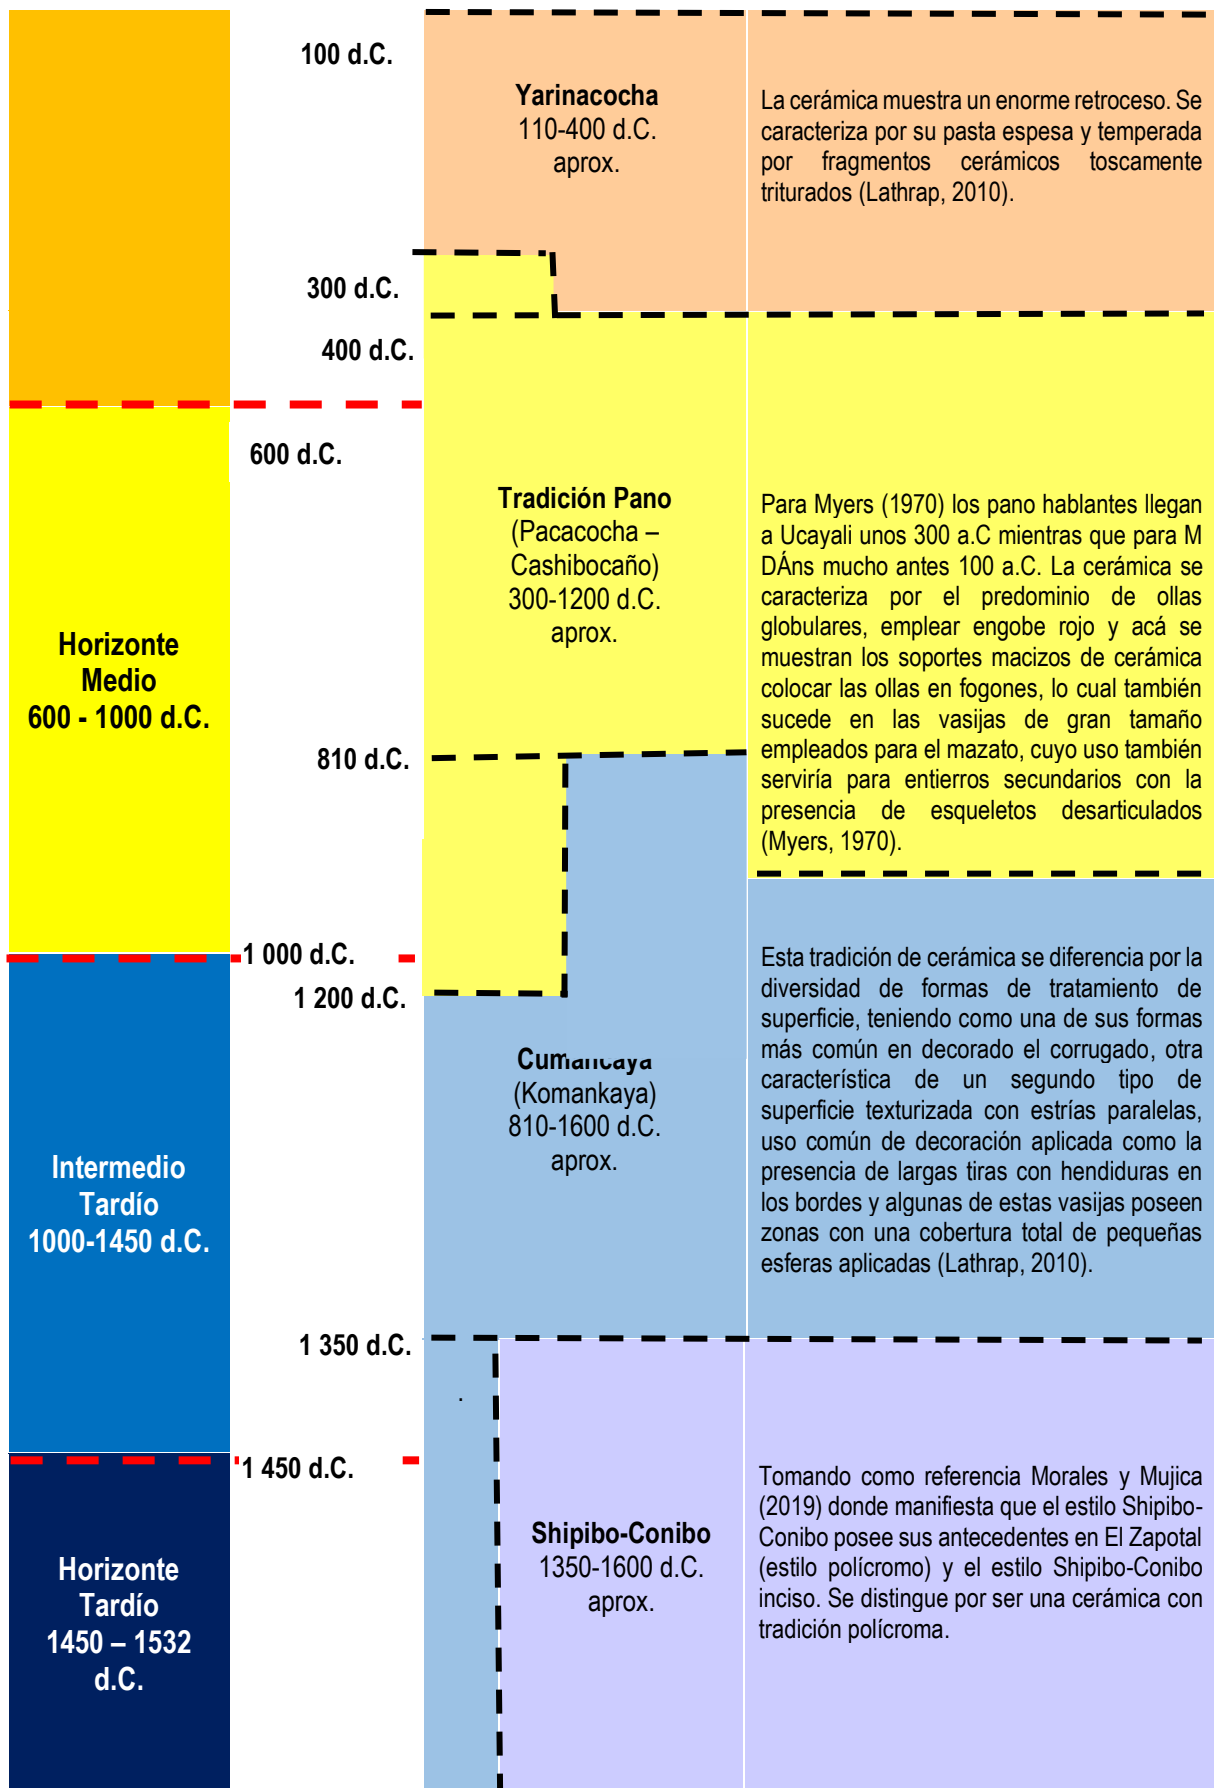 100 d.C.
Yarinacocha
110-400 d.C.
aprox.
La cerámica muestra un enorme retroceso. Se
caracteriza por su pasta espesa y temperada
por fragmentos cerámicos toscamente
triturados (Lathrap, 2010).
300 d.C.
400 d.C.
600 d.C.
Horizonte
Medio
600 - 1000 d.C.
Tradición Pano
(Pacacocha –
Cashibocaño)
300-1200 d.C.
aprox.
Para Myers (1970) los pano hablantes llegan
a Ucayali unos 300 a.C mientras que para M
DÁns mucho antes 100 a.C. La cerámica se
caracteriza por el predominio de ollas
globulares, emplear engobe rojo y acá se
muestran los soportes macizos de cerámica
colocar las ollas en fogones, lo cual también
sucede en las vasijas de gran tamaño
empleados para el mazato, cuyo uso también
serviría para entierros secundarios con la
presencia de esqueletos desarticulados
(Myers, 1970).
810 d.C.
1 000 d.C.
1 200 d.C.
Intermedio
Tardío
1000-1450 d.C.
Cumancaya
(Komankaya)
810-1600 d.C.
aprox.
Esta tradición de cerámica se diferencia por la
diversidad de formas de tratamiento de
superficie, teniendo como una de sus formas
más común en decorado el corrugado, otra
característica de un segundo tipo de
superficie texturizada con estrías paralelas,
uso común de decoración aplicada como la
presencia de largas tiras con hendiduras en
los bordes y algunas de estas vasijas poseen
zonas con una cobertura total de pequeñas
esferas aplicadas (Lathrap, 2010).
1 350 d.C.
.
1 450 d.C.
Horizonte
Tardío
1450 – 1532
d.C.
Shipibo-Conibo
1350-1600 d.C.
aprox.
Tomando como referencia Morales y Mujica
(2019) donde manifiesta que el estilo Shipibo-
Conibo posee sus antecedentes en El Zapotal
(estilo polícromo) y el estilo Shipibo-Conibo
inciso. Se distingue por ser una cerámica con
tradición polícroma.